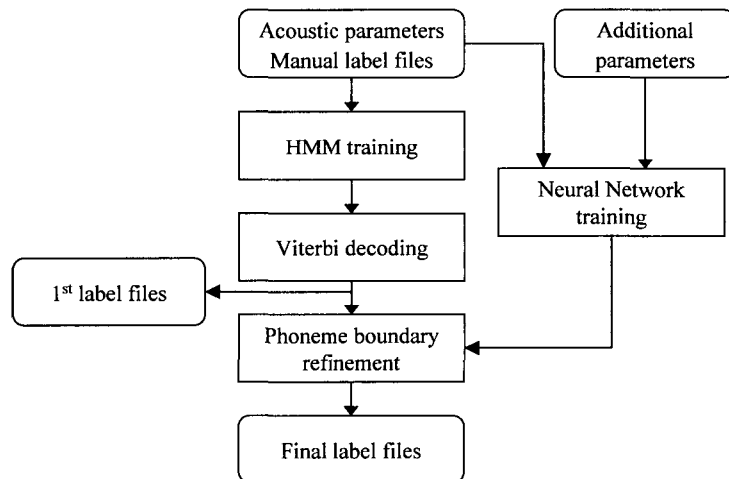 Acoustic parameters
Manual label files
Additional
parameters
HMM training
Neural Network
training
Viterbi decoding
1st label files
Phoneme boundary
refinement
Final label files